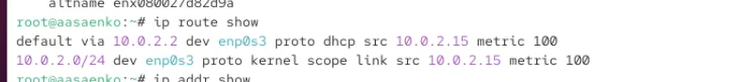 altname enx080027d82d9a
root@aasaenko:~# ip route show
default via 10.0.2.2 dev enp0s3 proto dhcp src 10.0.2.15 metric 100
10.0.2.0/24 dev enp0s3 proto kernel scope link src 10.0.2.15 metric 100
root@aasaenko:~# ip addr show